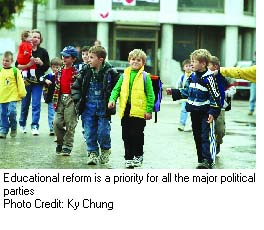 Educational reform is a priority for all the major political
parties
Photo Credit: Ky Chung